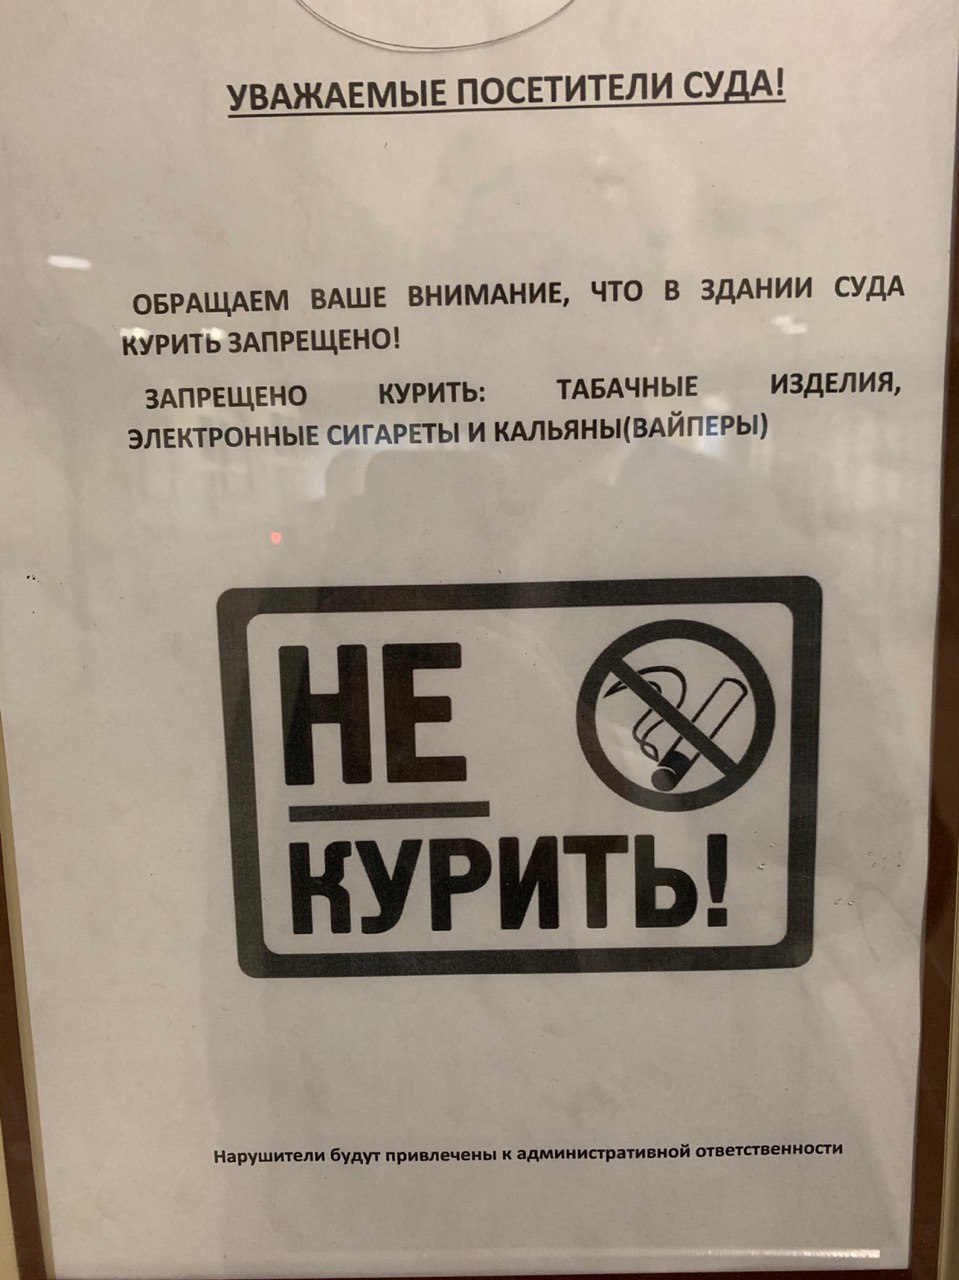 УВАЖАЕМЫЕ ПОСЕТИТЕЛИ СУДА!
ОБРАЩАЕМ ВАШЕ ВНИМАНИЕ, ЧТО В ЗДАНИИ СУДА
КУРИТЬ ЗАПРЕЩЕНО!
ЗАПРЕЩЕНО КУРИТЬ: ТАБАЧНЫЕ ИЗДЕЛИЯ,
ЭЛЕКТРОННЫЕ СИГАРЕТЫ И КАЛЬЯНЫ(ВАЙПЕРЫ)
НЕ
КУРИТЬ!
Нарушители будут привлечены к административной ответственности